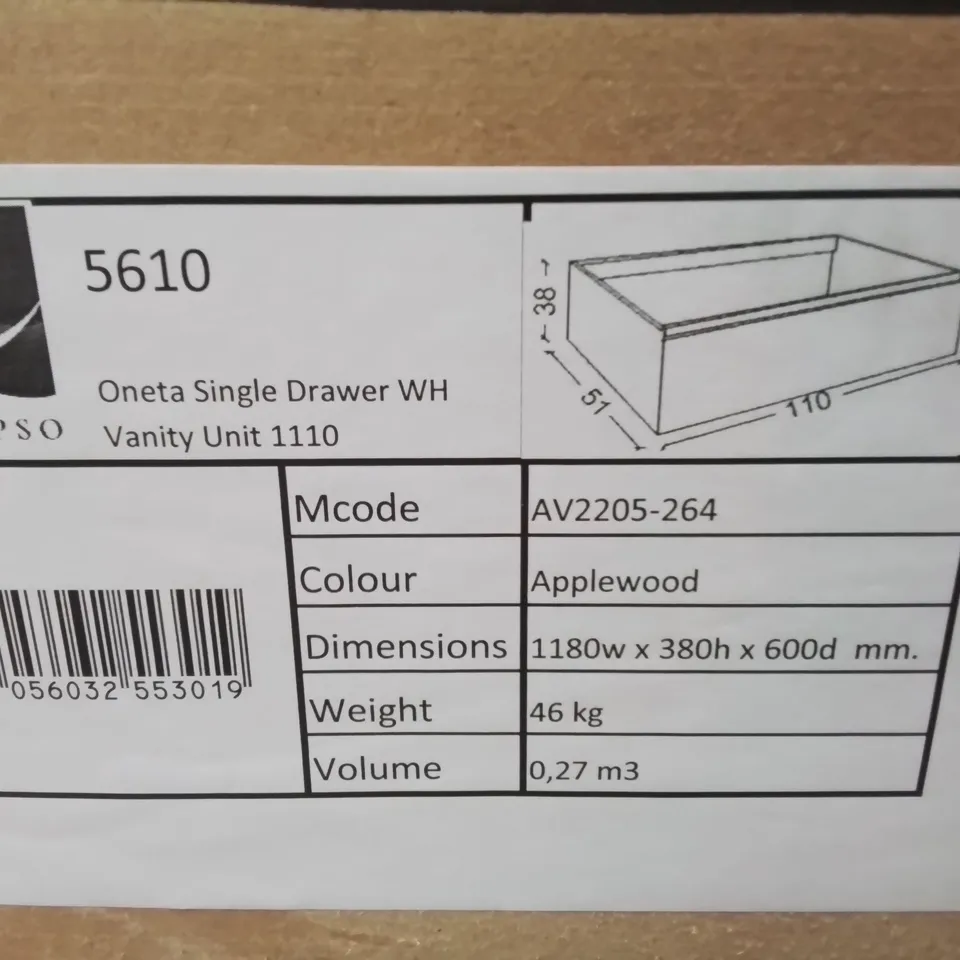 5610
Oneta Single Drawer WH
Vanity Unit 1110
PSO
38
51
110
Mcode AV2205-264
Colour Applewood
Dimensions 1180w x 380h x 600d mm.
Weight 46 kg
Volume 0,27 m3
056032 553019